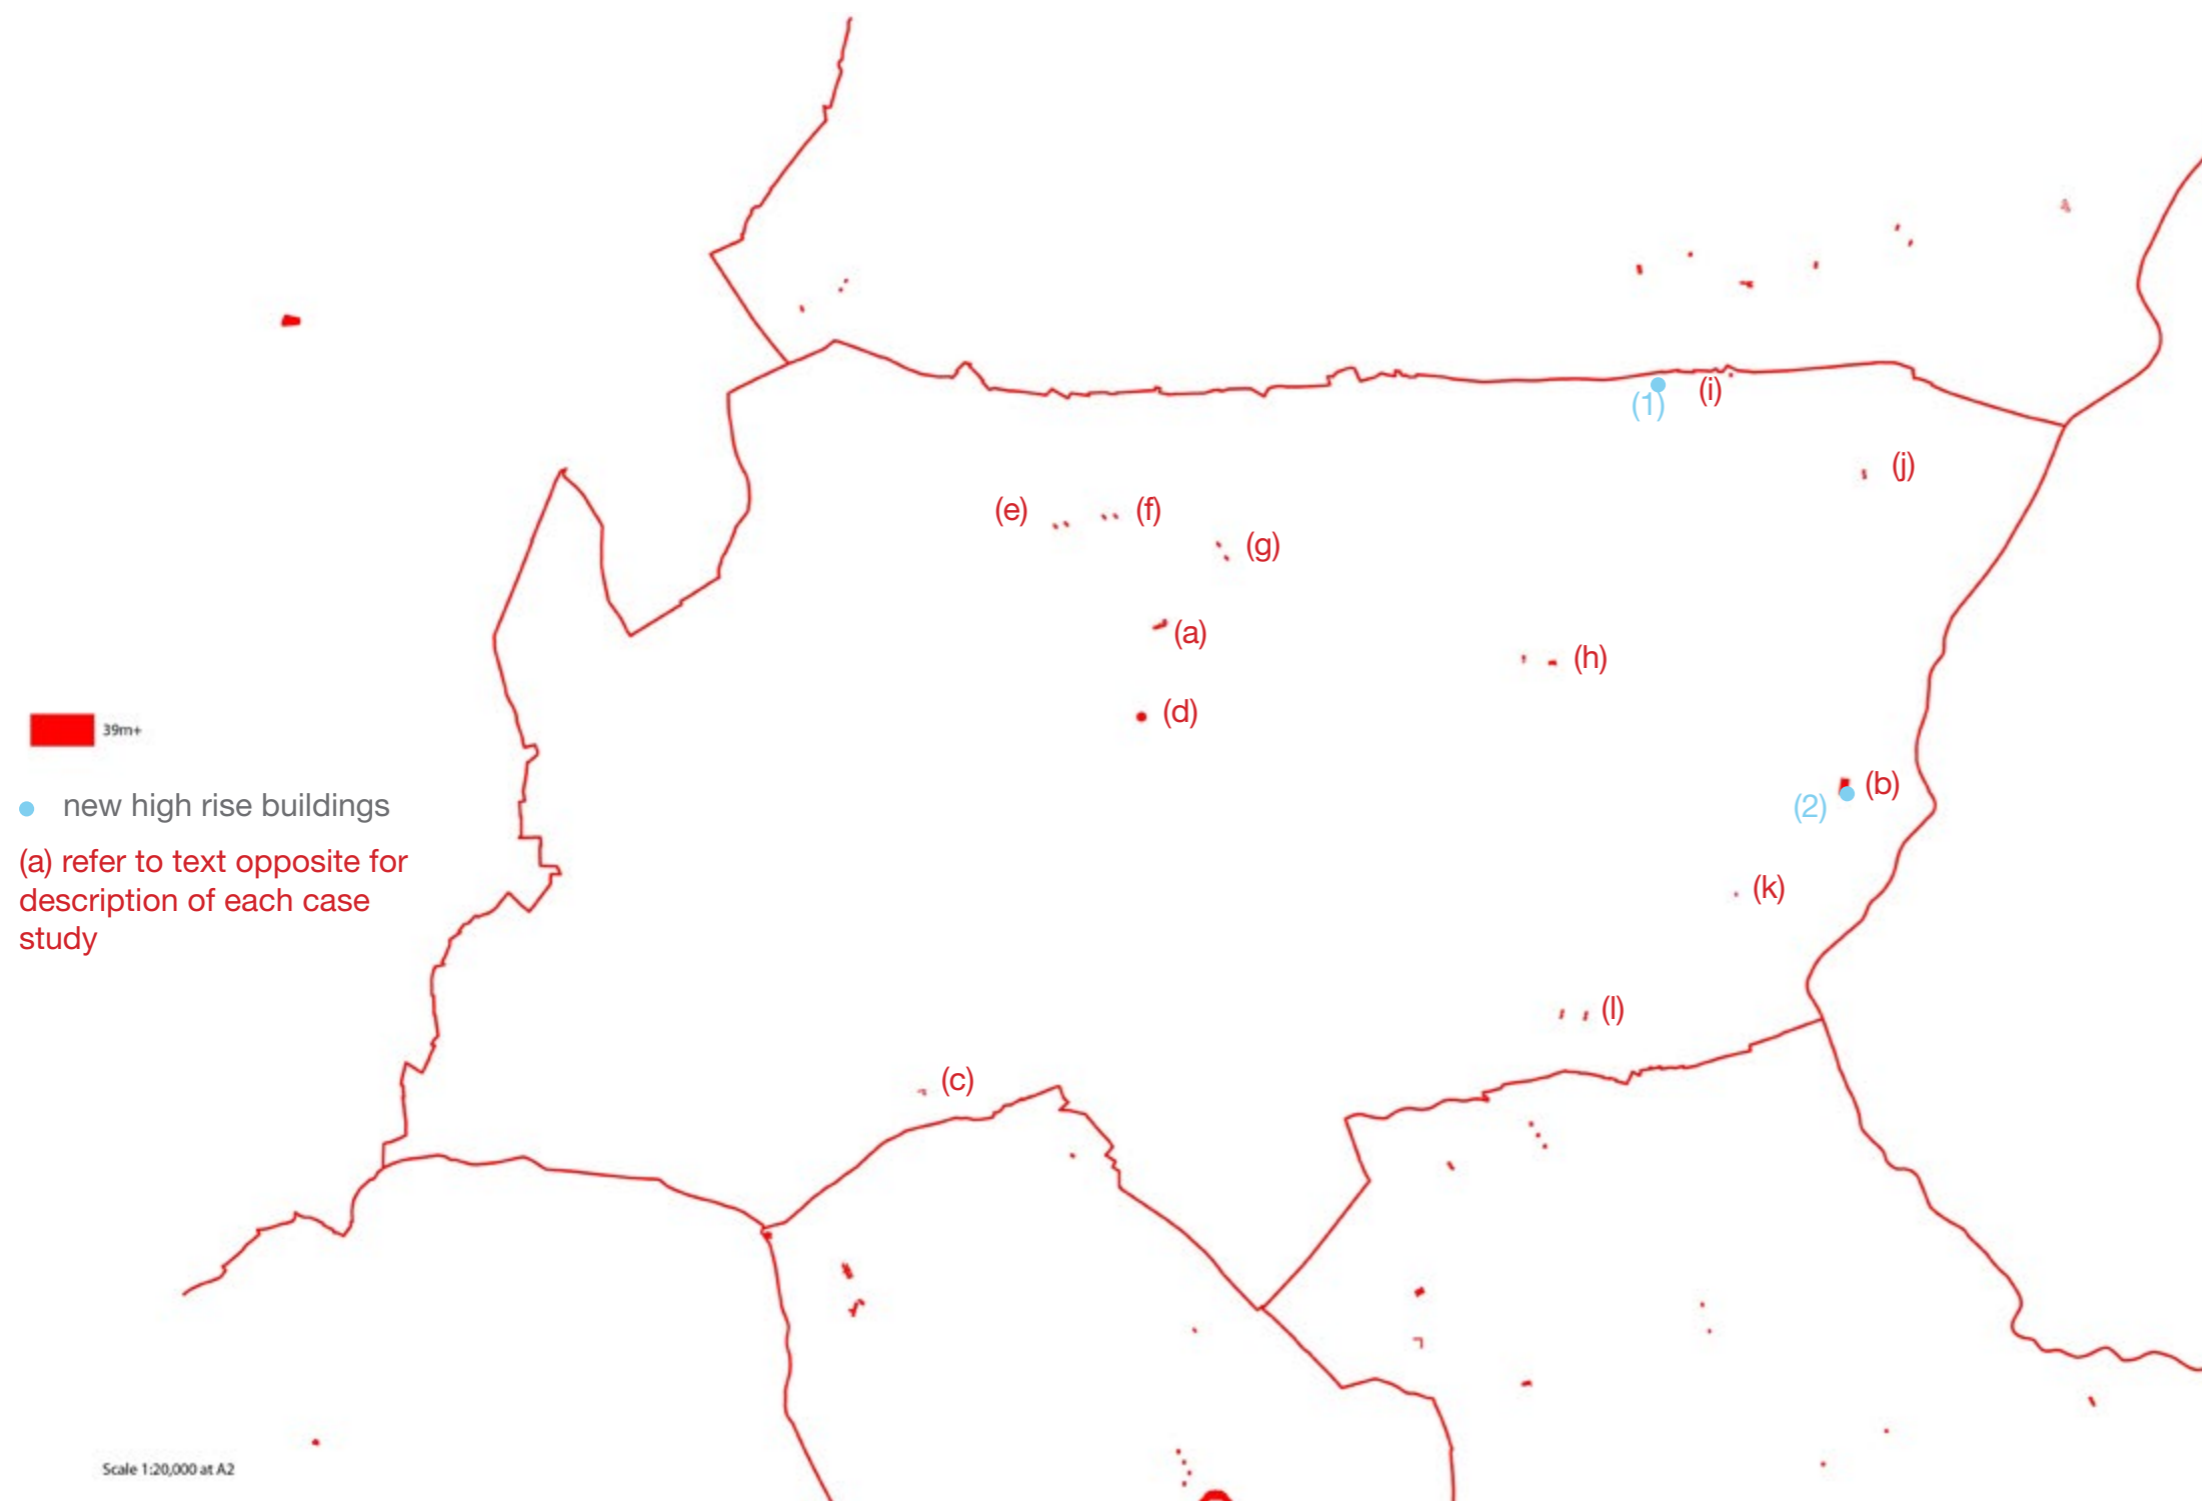 (1)
(i)
(j)
(e)
(f)
(g)
(a)
(h)
(d)
39m+
(b)
(2)
new high rise buildings
(a) refer to text opposite for
description of each case
study
(k)
(l)
(c)
Scale 1:20,000 at A2